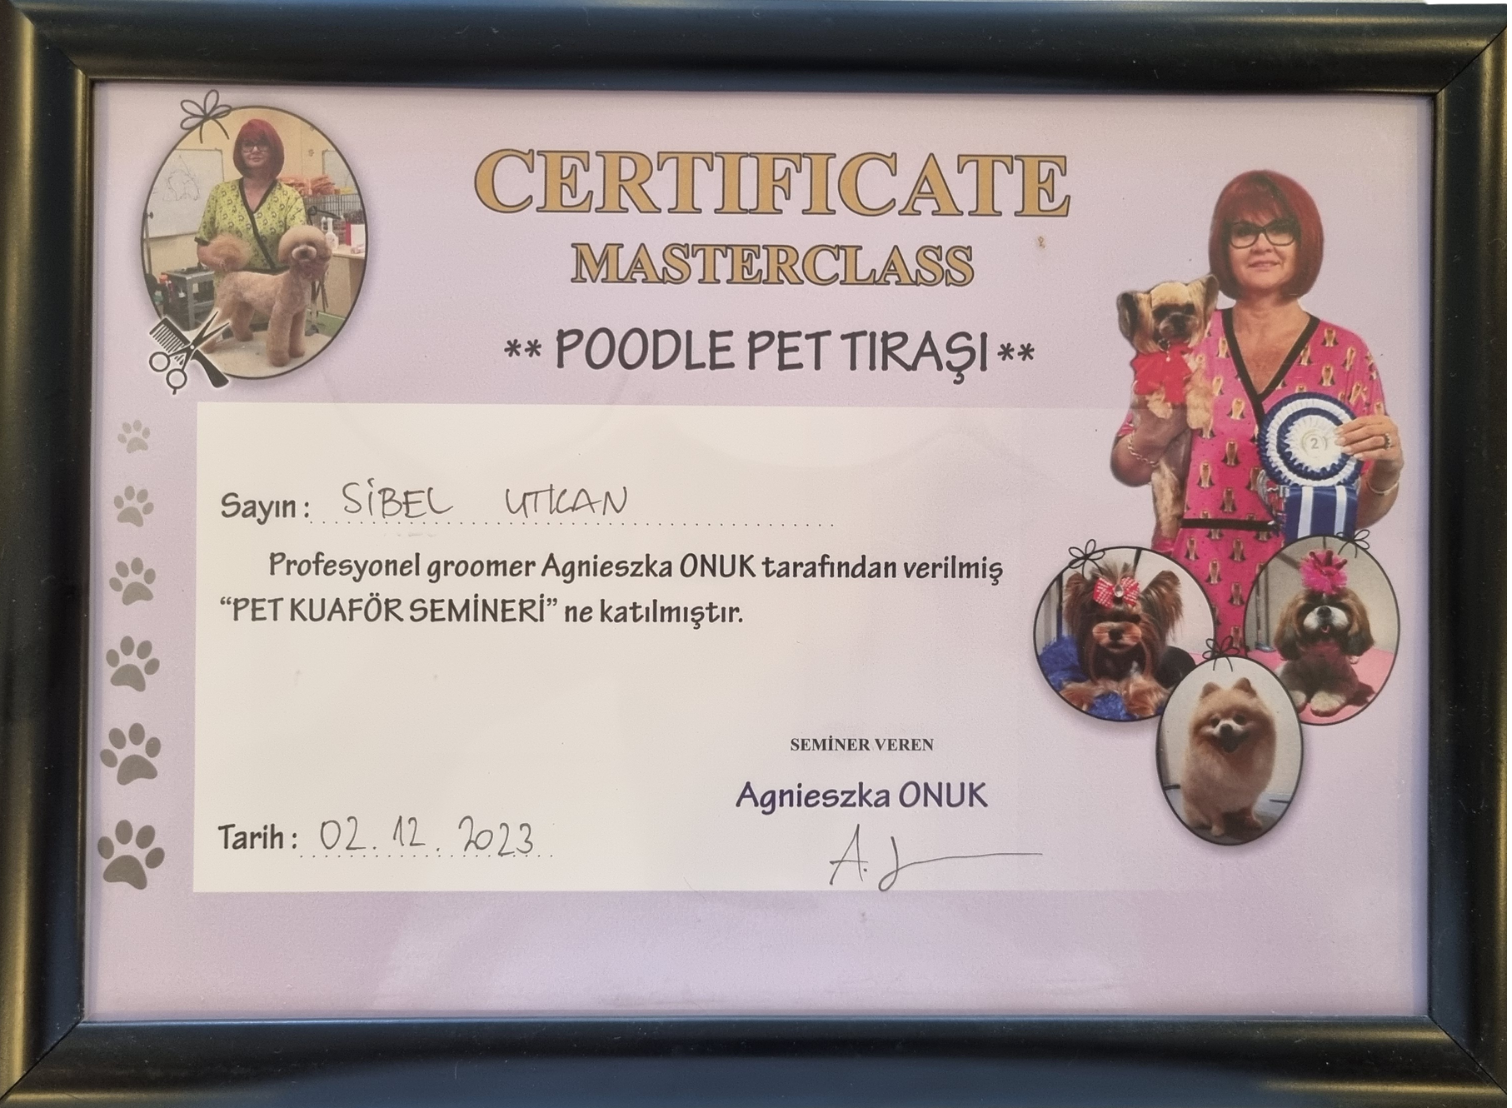 CERTIFICATE
MASTERCLASS
** POODLE PET TIRAŞI **
Sayın : SİBEL UTKAN
Profesyonel groomer Agnieszka ONUK tarafından verilmiş
“PET KUAFÖR SEMİNERİ” ne katılmıştır.
SEMİNER VEREN
Agnieszka ONUK
Tarih : 02.12.2023
2